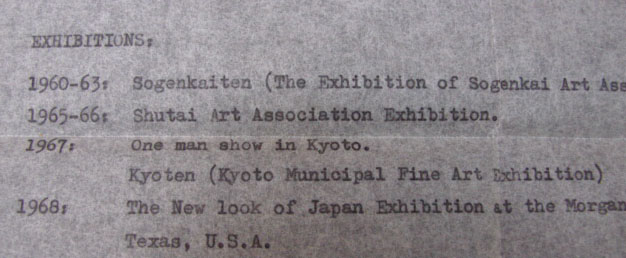 EXHIBITIONS:
1960-63: Sogenkaiten (The Exhibition of Sogenkai Art Ass
1965-66: Shutai Art Association Exhibition.
1967: One man show in Kyoto.
Kyoten (Kyoto Municipal Fine Art Exhibition)
1968: The New look of Japan Exhibition at the Morgan
Texas, U.S.A.